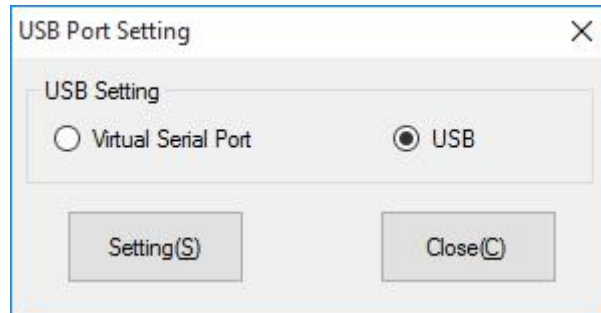 USB Port Setting
USB Setting
Virtual Serial Port
USB
Setting(S)
Close(C)